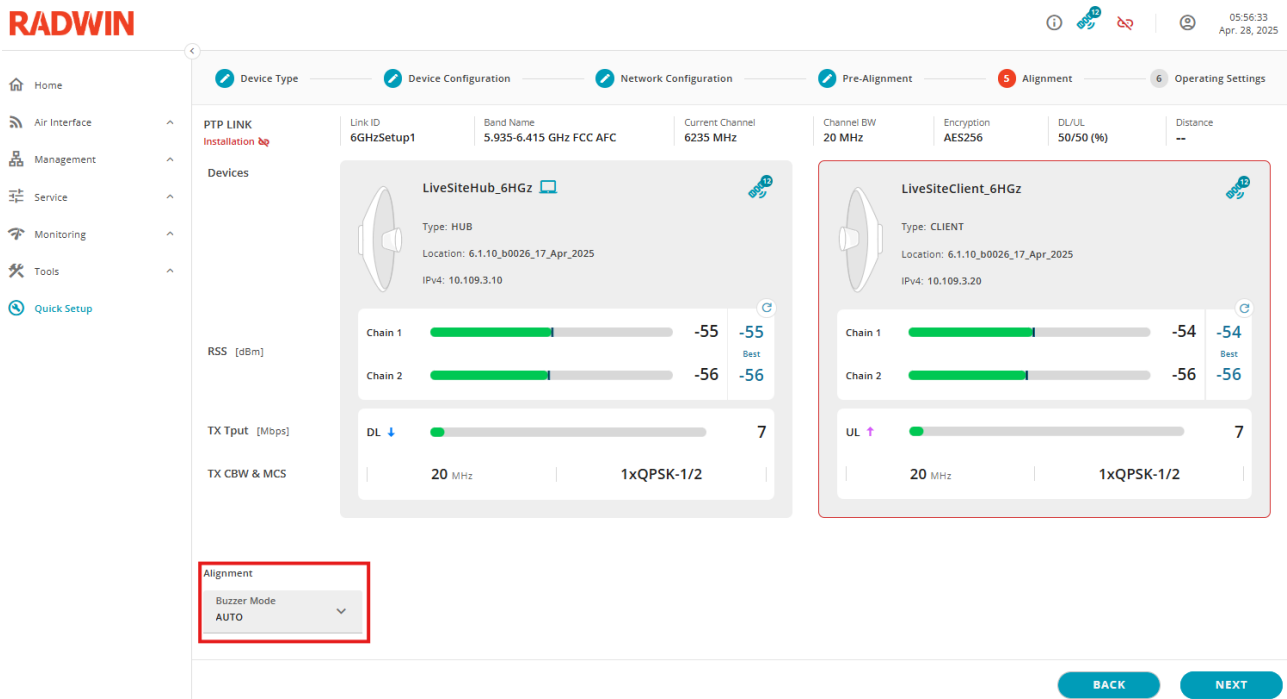 RADWIN
12
05:56:33
Apr. 28, 2025
Home
Air Interface
Management
Service
Monitoring
Tools
Quick Setup
Device Type
Device Configuration
Network Configuration
Pre-Alignment
5 Alignment
6 Operating Settings
PTP LINK
Installation
Link ID
6GHzSetup1
Band Name
5.935-6.415 GHz FCC AFC
Current Channel
6235 MHz
Channel BW
20 MHz
Encryption
AES256
DL/UL
50/50 (%)
Distance
--
Devices
LiveSiteHub_6HGz
12
Type: HUB
Location: 6.1.10_b0026_17_Apr_2025
IPv4: 10.109.3.10
LiveSiteClient_6HGz
12
Type: CLIENT
Location: 6.1.10_b0026_17_Apr_2025
IPv4: 10.109.3.20
RSS [dBm]
Chain 1 -55 -55
Best
Chain 2 -56 -56
Chain 1 -54 -54
Best
Chain 2 -56 -56
TX Tput [Mbps]
DL ↓ 7
UL ↑ 7
TX CBW & MCS
20 MHz 1xQPSK-1/2
20 MHz 1xQPSK-1/2
Alignment
Buzzer Mode
AUTO
BACK
NEXT